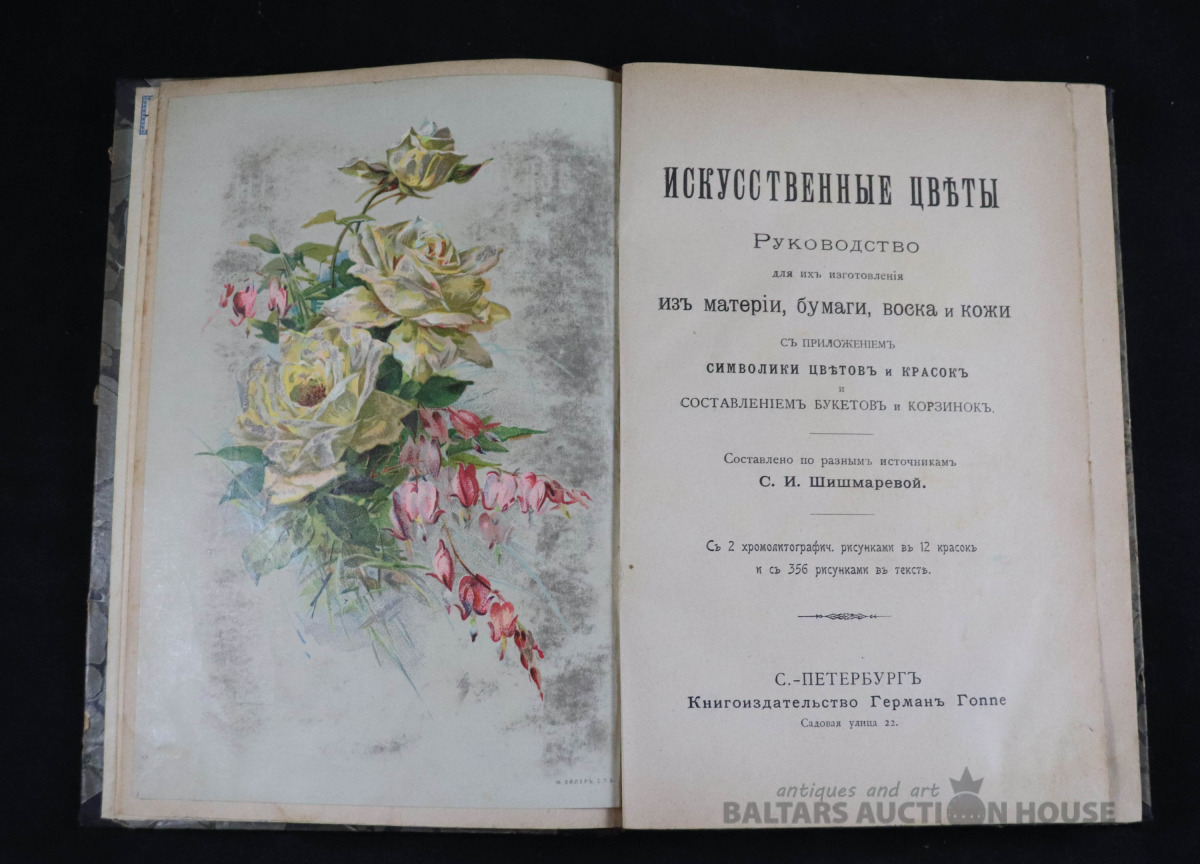 ИСКУССТВЕННЫЕ ЦВѢТЫ
РУКОВОДСТВО
для ихъ изготовленія
изъ матеріи, бумаги, воска и кожи
СЪ ПРИЛОЖЕНІЕМЪ
СИМВОЛИКИ ЦВѢТОВЪ и КРАСОКЪ
и
СОСТАВЛЕНІЕМЪ БУКЕТОВЪ и КОРЗИНОКЪ.
Составлено по разнымъ источникамъ
С. И. Шишмаревой.
Съ 2 хромолитографич. рисунками въ 12 красокъ
и съ 356 рисунками въ текстѣ.
С.-ПЕТЕРБУРГЪ
Книгоиздательство Германъ Гоппе
Садовая улица 22.
antiques and art
BALTARS AUCTION HOUSE